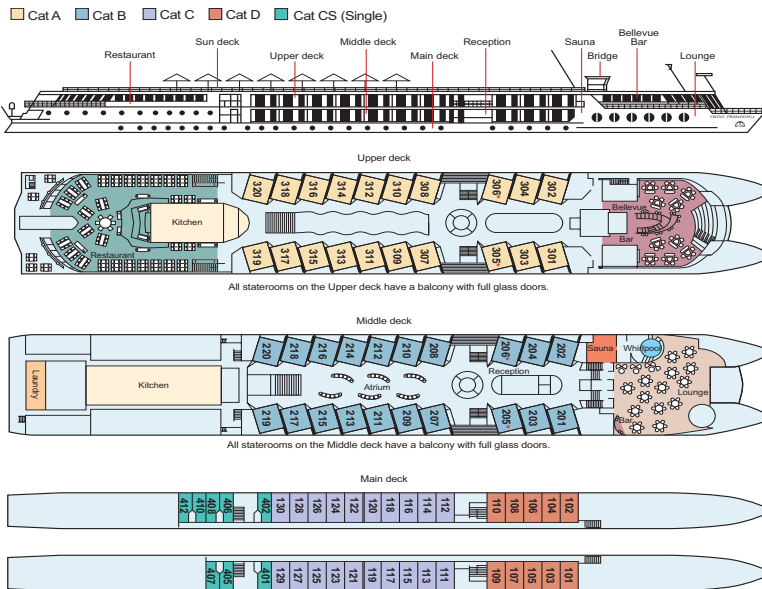 Cat A Cat B Cat C Cat D Cat CS (Single)
Restaurant
Sun deck
Upper deck
Middle deck
Main deck
Reception
Sauna
Bridge
Bellevue
Bar
Lounge
VIKING PRIMADONNA
Upper deck
320 318 316 314 312 310 308 306* 304 302
Kitchen
Restaurant
Bellevue
Bar
319 317 315 313 311 309 307 305* 303 301
All staterooms on the Upper deck have a balcony with full glass doors.
Middle deck
220 218 216 214 212 210 208 206* 204 202
Sauna
Whirlpool
Laundry
Kitchen
Atrium
Reception
Lounge
Bar
219 217 215 213 211 209 207 205* 203 201
All staterooms on the Middle deck have a balcony with full glass doors.
Main deck
412 410 408 406 402 130 128 126 124 122 120 118 116 114 112 110 108 106 104 102
407 405 401 129 127 125 123 121 119 117 115 113 111 109 107 105 103 101